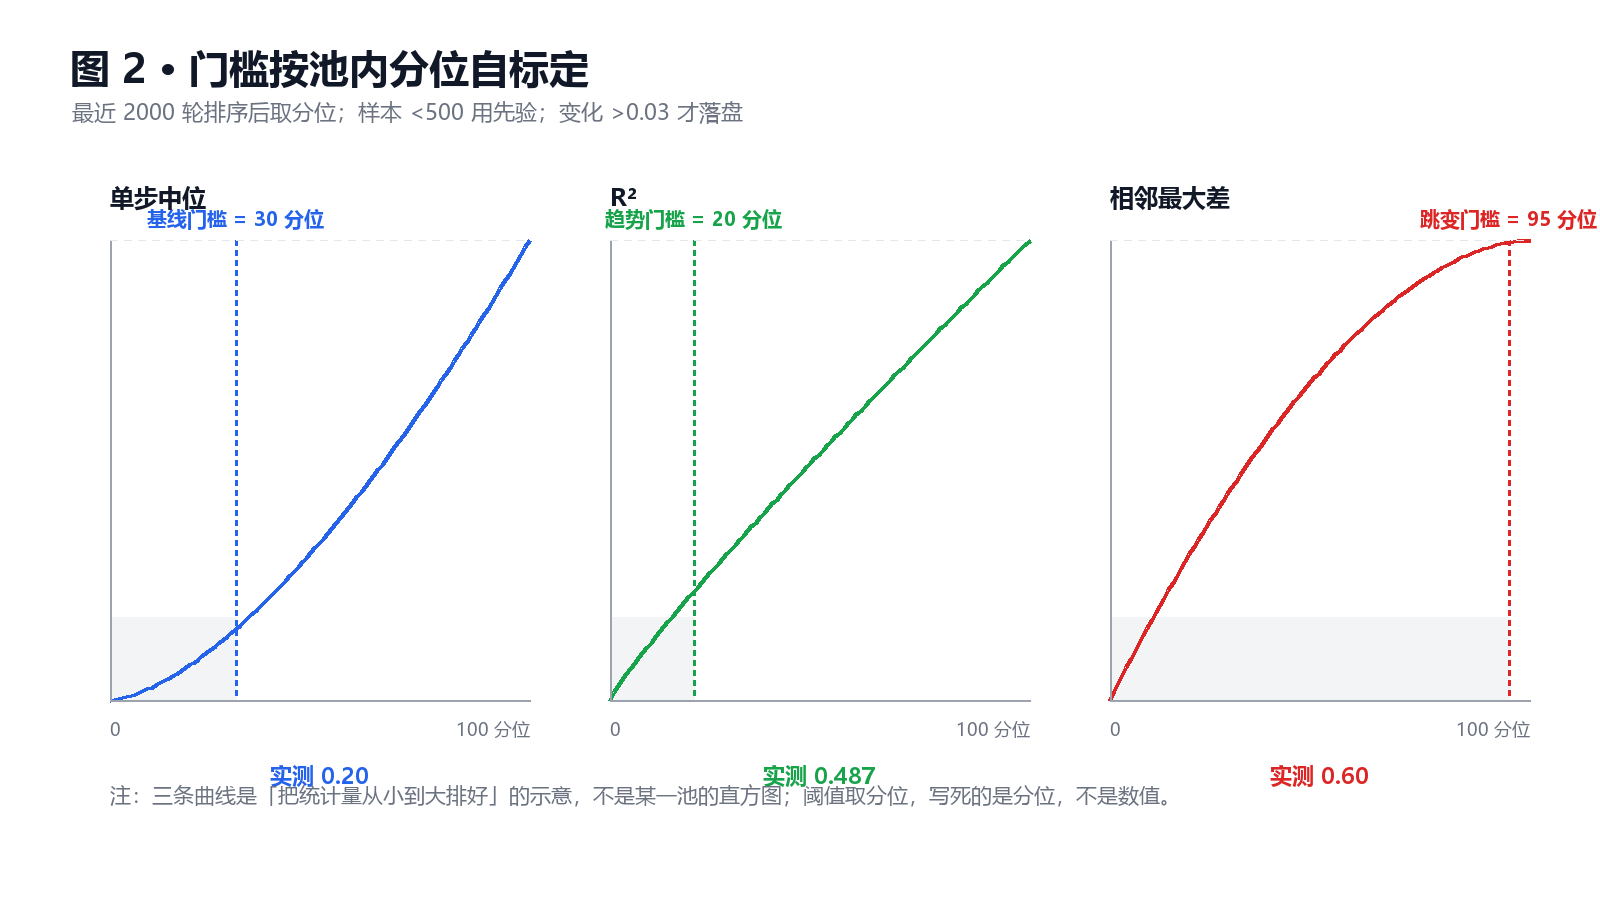 图 2 • 门槛按池内分位自标定
最近 2000 轮排序后取分位；样本 <500 用先验；变化 >0.03 才落盘
单步中位
基线门槛 = 30 分位
0
100 分位
实测 0.20
R²
趋势门槛 = 20 分位
0
100 分位
实测 0.487
相邻最大差
跳变门槛 = 95 分位
0
100 分位
实测 0.60
注：三条曲线是「把统计量从小到大排好」的示意，不是某一池的直方图；阈值取分位，写死的是分位，不是数值。